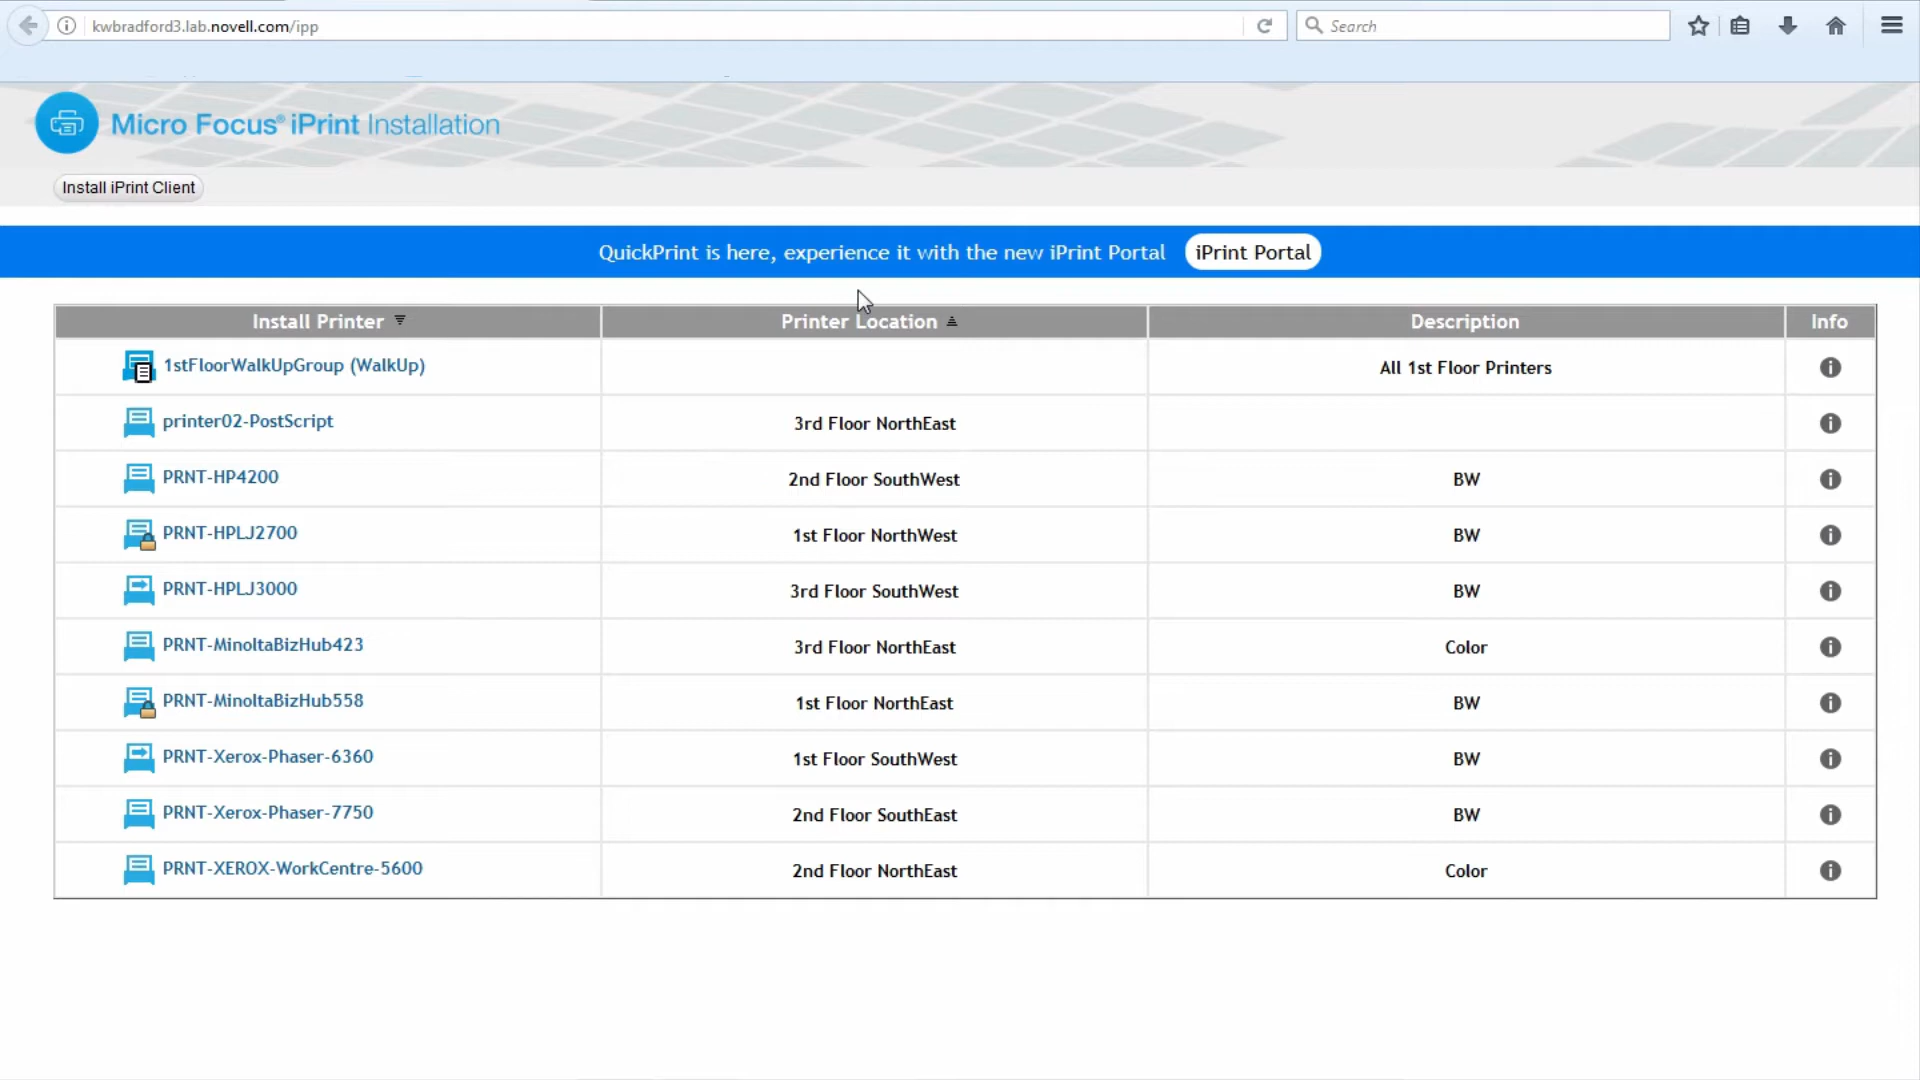 kwbradford3.lab.novell.com/ipp
Search
Micro Focus® iPrint Installation
Install iPrint Client
QuickPrint is here, experience it with the new iPrint Portal iPrint Portal
Install Printer Printer Location Description Info
1stFloorWalkUpGroup (WalkUp) All 1st Floor Printers
printer02-PostScript 3rd Floor NorthEast
PRNT-HP4200 2nd Floor SouthWest BW
PRNT-HPLJ2700 1st Floor NorthWest BW
PRNT-HPLJ3000 3rd Floor SouthWest BW
PRNT-MinoltaBizHub423 3rd Floor NorthEast Color
PRNT-MinoltaBizHub558 1st Floor NorthEast BW
PRNT-Xerox-Phaser-6360 1st Floor SouthWest BW
PRNT-Xerox-Phaser-7750 2nd Floor SouthEast BW
PRNT-XEROX-WorkCentre-5600 2nd Floor NorthEast Color